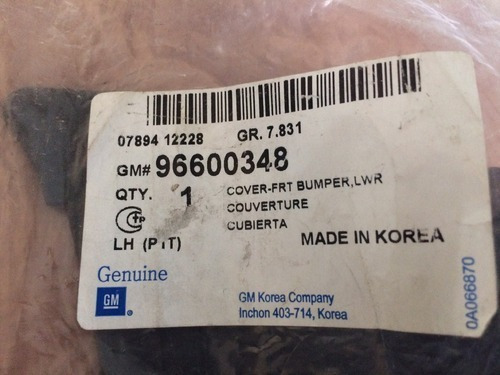 07894 12228 GR. 7.831
GM# 96600348
QTY. 1 COVER-FRT BUMPER,LWR
COUVERTURE
CUBIERTA
LH (P1T) MADE IN KOREA
Genuine
GM
GM Korea Company
Inchon 403-714, Korea
0A066870